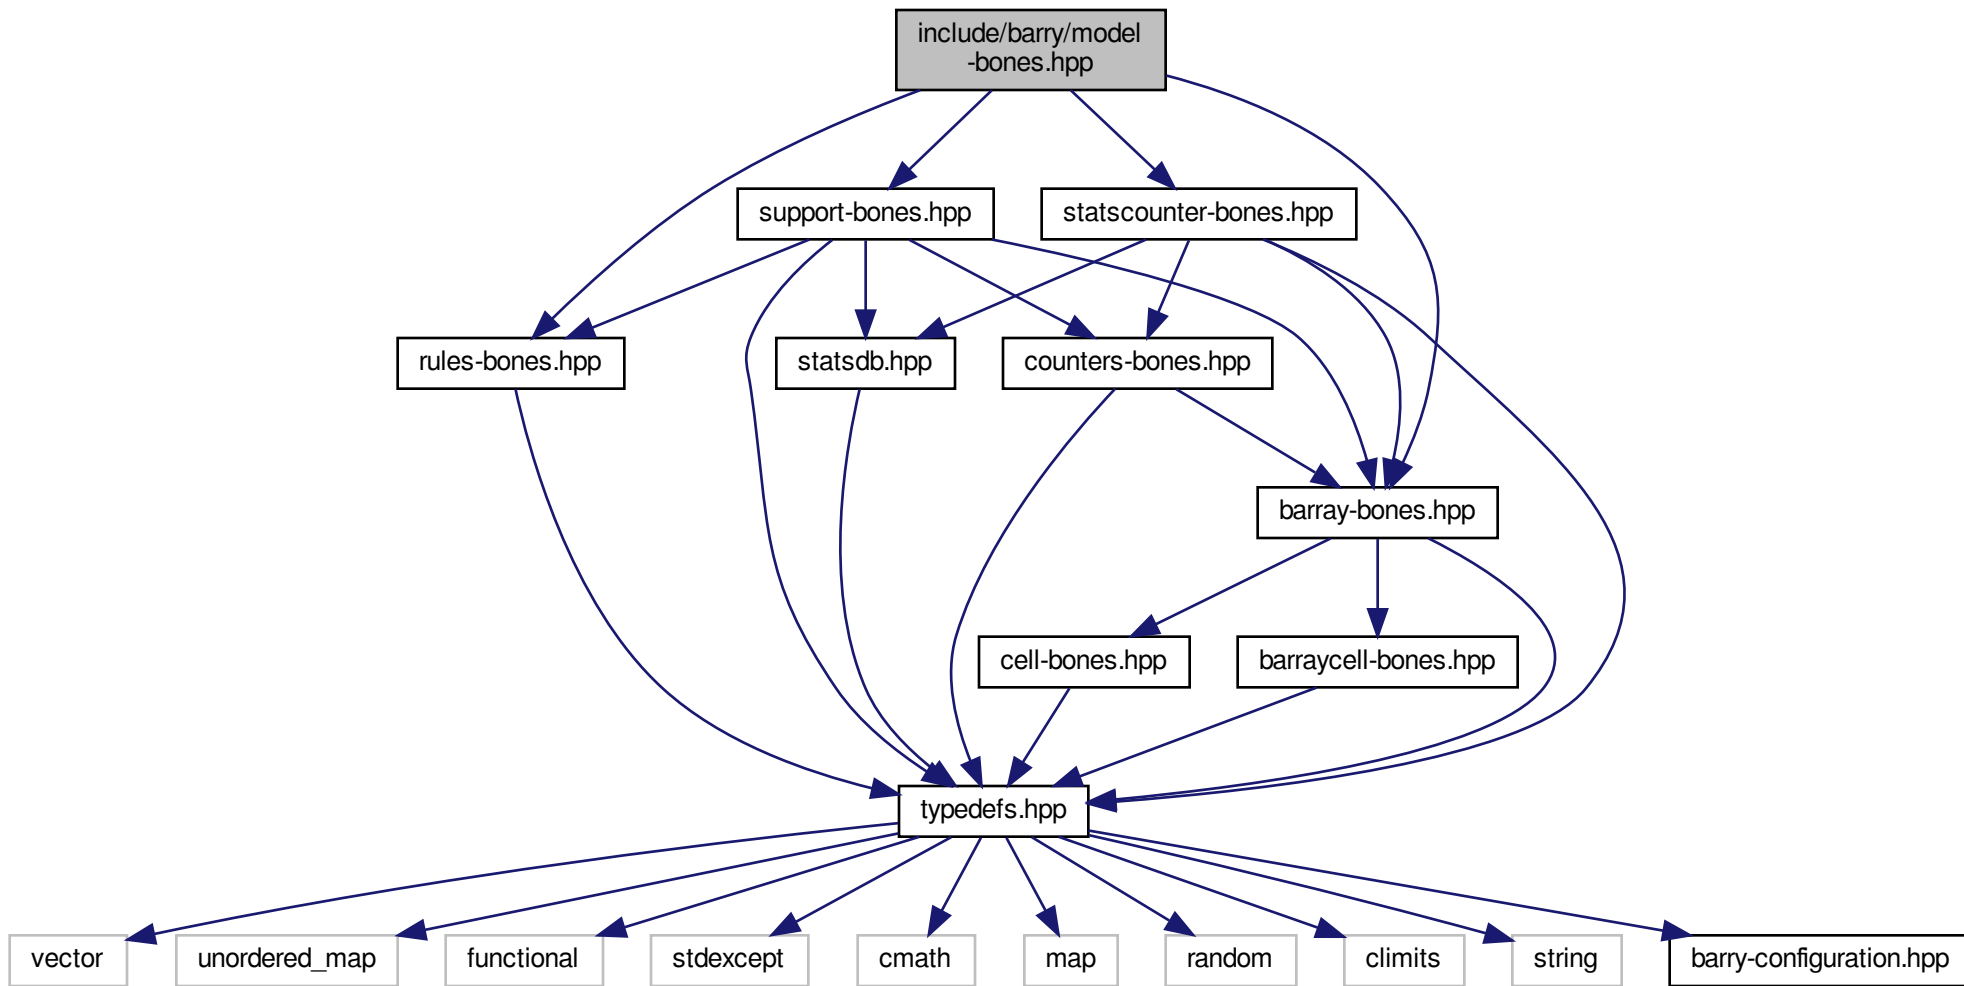 include/barry/model
-bones.hpp
support-bones.hpp
statscounter-bones.hpp
rules-bones.hpp
statsdb.hpp
counters-bones.hpp
barray-bones.hpp
cell-bones.hpp
barraycell-bones.hpp
typedefs.hpp
vector
unordered_map
functional
stdexcept
cmath
map
random
climits
string
barry-configuration.hpp